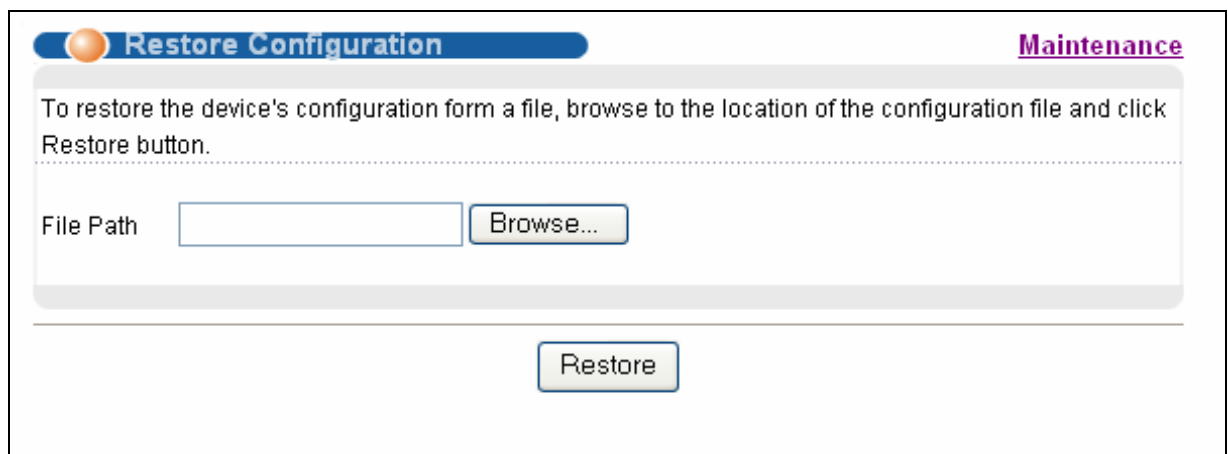 Restore Configuration
Maintenance
To restore the device's configuration form a file, browse to the location of the configuration file and click
Restore button.
File Path
Browse...
Restore